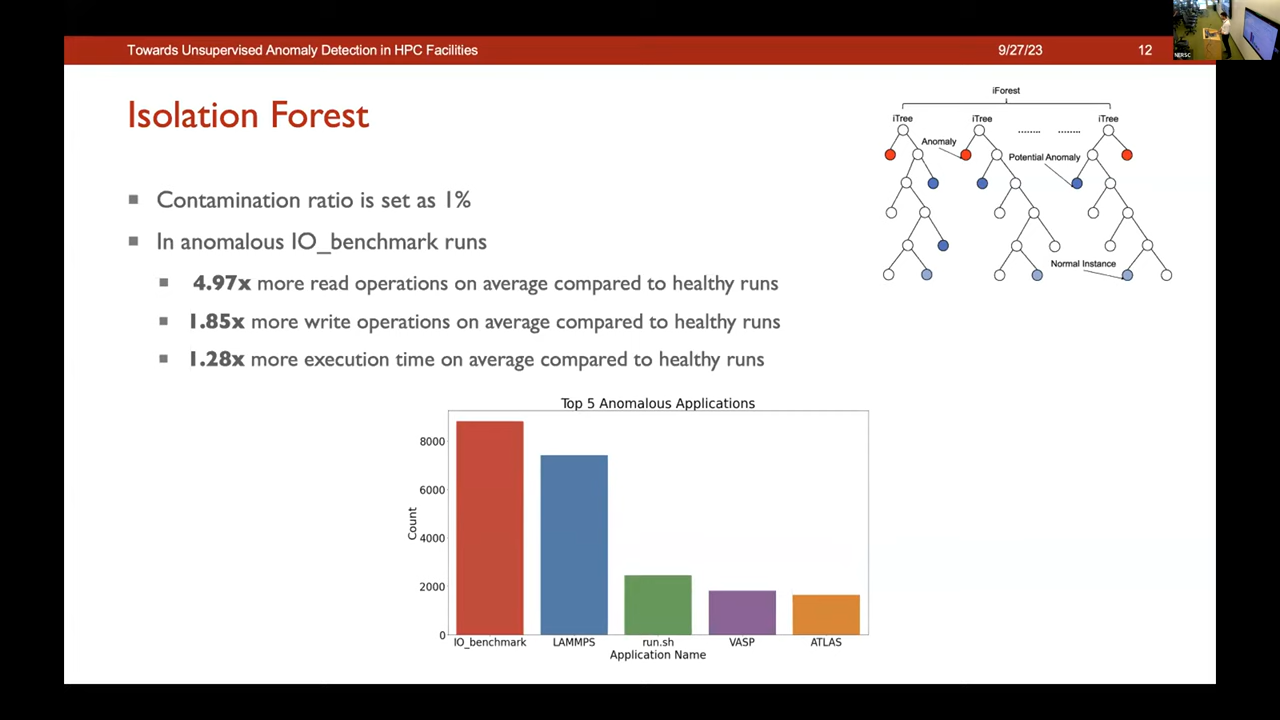 Towards Unsupervised Anomaly Detection in HPC Facilities 9/27/23 12
NERSC
Isolation Forest
iForest
iTree iTree ........ ........ iTree
Anomaly
Potential Anomaly
Normal Instance
Contamination ratio is set as 1%
In anomalous IO_benchmark runs
4.97x more read operations on average compared to healthy runs
1.85x more write operations on average compared to healthy runs
1.28x more execution time on average compared to healthy runs
Top 5 Anomalous Applications
8000
6000
4000
2000
0
Count
IO_benchmark LAMMPS run.sh VASP ATLAS
Application Name